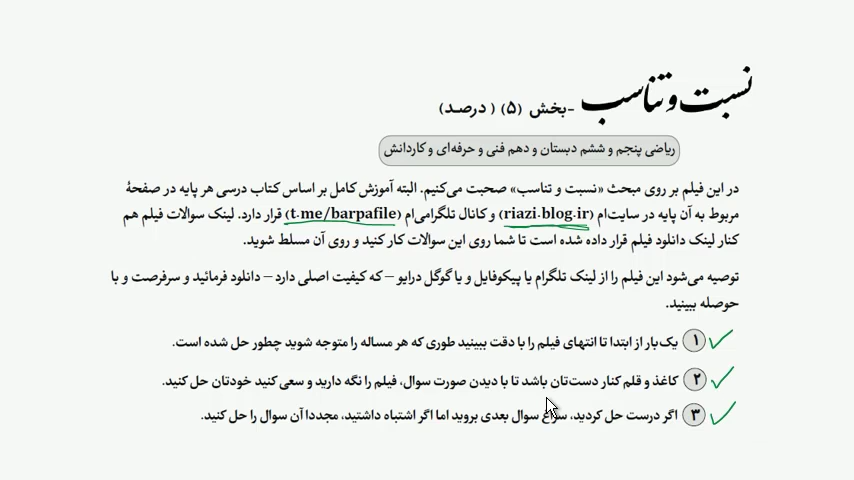 نسبت و تناسب -بخش (۵) ( درصد)
ریاضی پنجم و ششم دبستان و دهم فنی و حرفه‌ای و کاردانش
در این فیلم بر روی مبحث «نسبت و تناسب» صحبت می‌کنیم. البته آموزش کامل بر اساس کتاب درسی هر پایه در صفحهٔ
مربوط به آن پایه در سایت‌ام (riazi.blog.ir) و کانال تلگرامی‌ام (t.me/barpafile) قرار دارد. لینک سوالات فیلم هم
کنار لینک دانلود فیلم قرار داده شده است تا شما روی این سوالات کار کنید و روی آن مسلط شوید.
توصیه می‌شود این فیلم را از لینک تلگرام یا پیکوفایل و یا گوگل درایو – که کیفیت اصلی دارد – دانلود فرمائید و سرفرصت و با
حوصله ببینید.
۱ یک‌بار از ابتدا تا انتهای فیلم را با دقت ببینید طوری که هر مساله را متوجه شوید چطور حل شده است.
۲ کاغذ و قلم کنار دست‌تان باشد تا با دیدن صورت سوال، فیلم را نگه دارید و سعی کنید خودتان حل کنید.
۳ اگر درست حل کردید، سراغ سوال بعدی بروید اما اگر اشتباه داشتید، مجددا آن سوال را حل کنید.